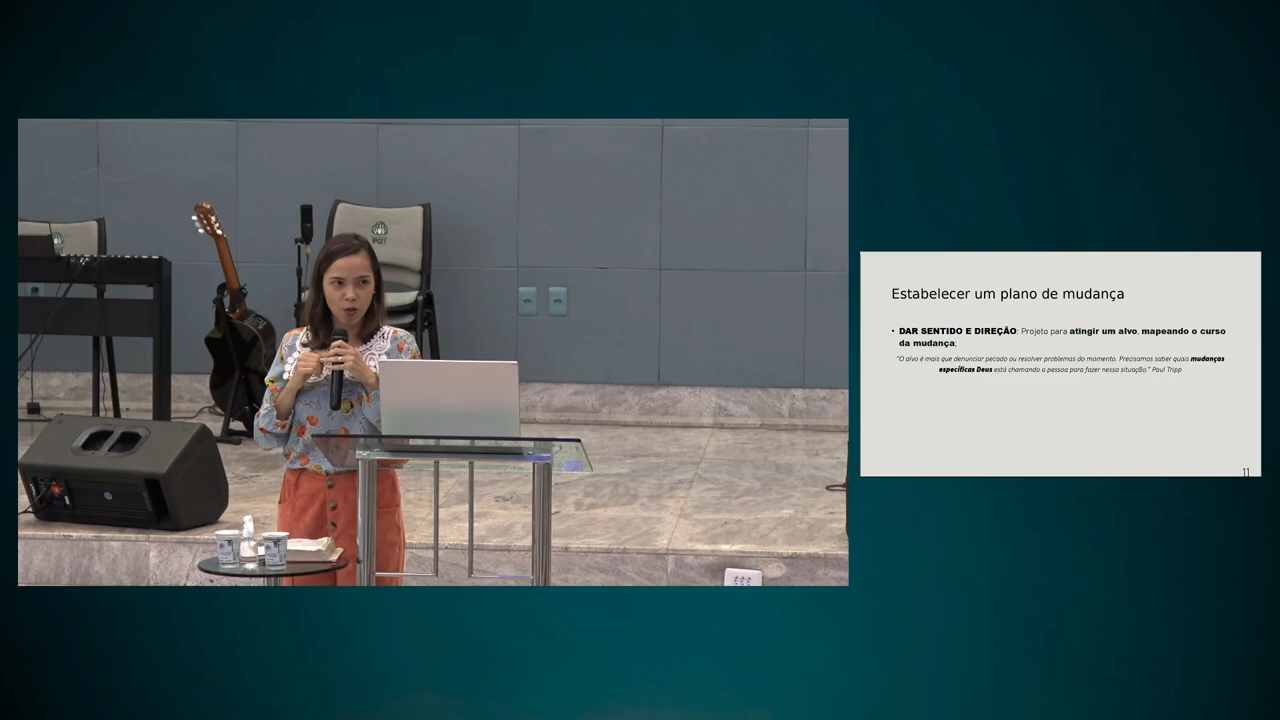 IPGII
Estabelecer um plano de mudança
• DAR SENTIDO E DIREÇÃO: Projeto para atingir um alvo, mapeando o curso
da mudança;
"O alvo é mais que denunciar pecado ou resolver problemas do momento. Precisamos saber quais mudanças
específicas Deus está chamando a pessoa para fazer nessa situação." Paul Tripp
11